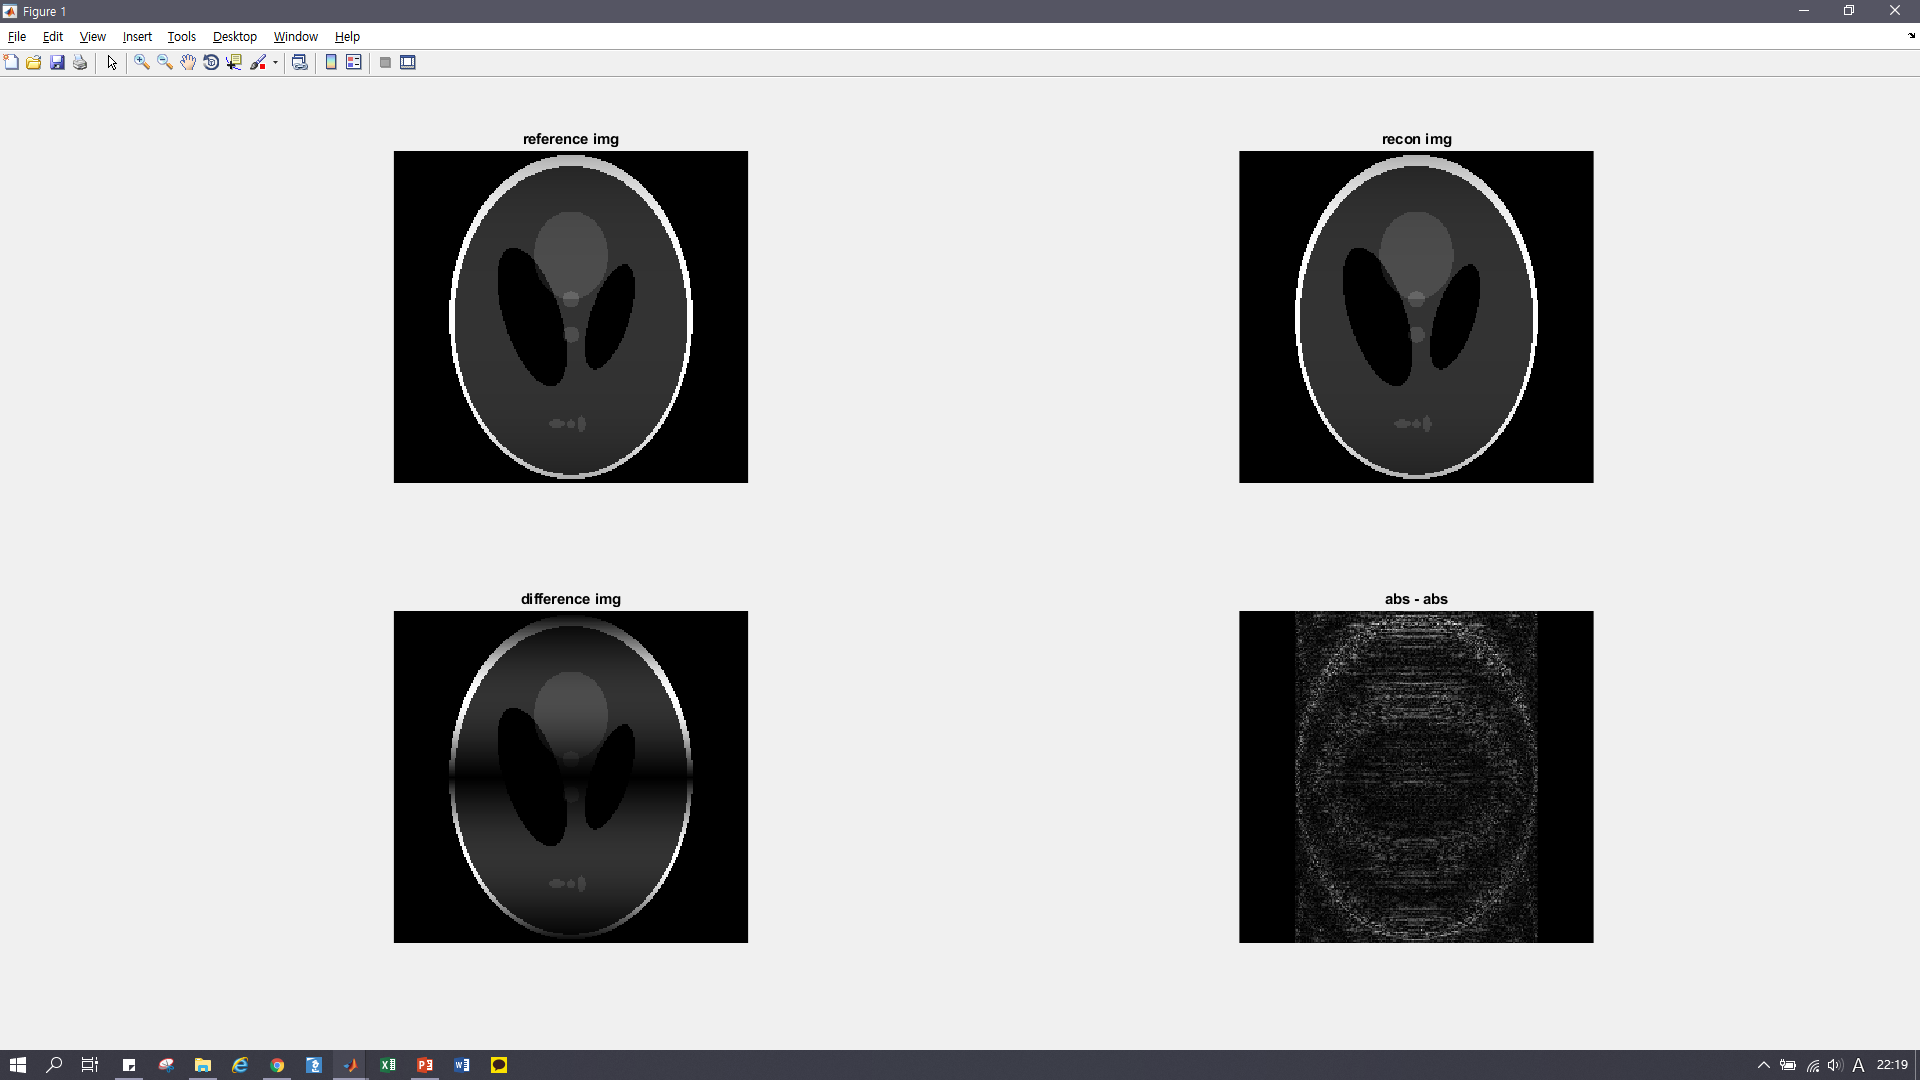 Figure 1
File Edit View Insert Tools Desktop Window Help
reference img
recon img
difference img
abs - abs
A 22:19